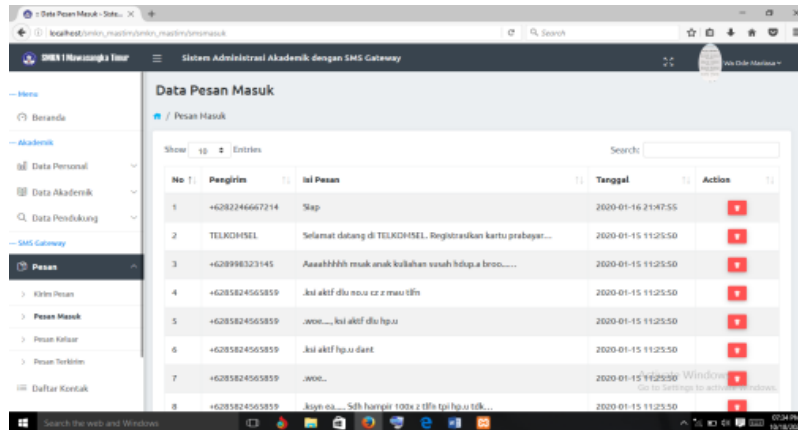 :: Data Pesan Masuk - Siste...
localhost/smkn_mastim/smkn_mastim/smsmasuk
Search
SMKN 1 Mawasangka Timur
Sistem Administrasi Akademik dengan SMS Gateway
Wa Ode Marlina
Menu
Beranda
Akademik
Data Personal
Data Akademik
Data Pendukung
SMS Gateway
Pesan
Kirim Pesan
Pesan Masuk
Pesan Keluar
Pesan Terkirim
Daftar Kontak
Data Pesan Masuk
/ Pesan Masuk
Show 10 Entries
Search:
No Pengirim Isi Pesan Tanggal Action
1 +6282246667214 Siap 2020-01-16 21:47:55
2 TELKOMSEL Selamat datang di TELKOMSEL. Registrasikan kartu prabayar... 2020-01-15 11:25:50
3 +628998323145 Aaaahhhhh muak anak kuliahan susah hdup.a broo...... 2020-01-15 11:25:50
4 +6285824565859 .ksi aktf dlu no.u cz z mau tlfn 2020-01-15 11:25:50
5 +6285824565859 .woe...., ksi aktf dlu hp.u 2020-01-15 11:25:50
6 +6285824565859 .ksi aktf hp.u dant 2020-01-15 11:25:50
7 +6285824565859 .woe.. 2020-01-15 11:25:50
8 +6285824565859 .ksyn ea..... Sdh hampir 100x z tlfn tpi hp.u tdk... 2020-01-15 11:25:50
Activate Windows
Go to Settings to activate Windows.
Search the web and Windows
07:34 PM